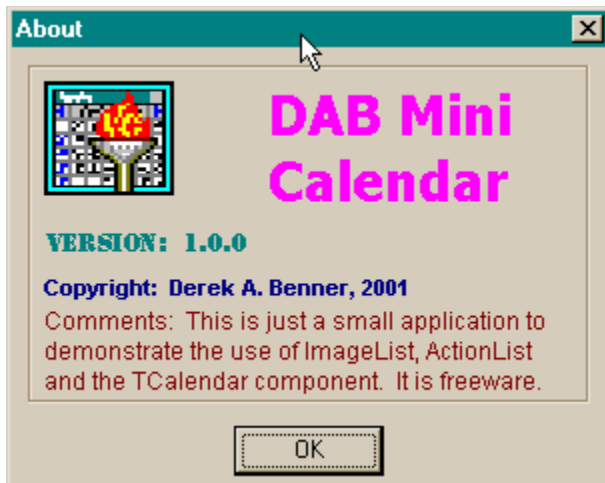 About
DAB Mini
Calendar
VERSION: 1.0.0
Copyright: Derek A. Benner, 2001
Comments: This is just a small application to
demonstrate the use of ImageList, ActionList
and the TCalendar component. It is freeware.
OK